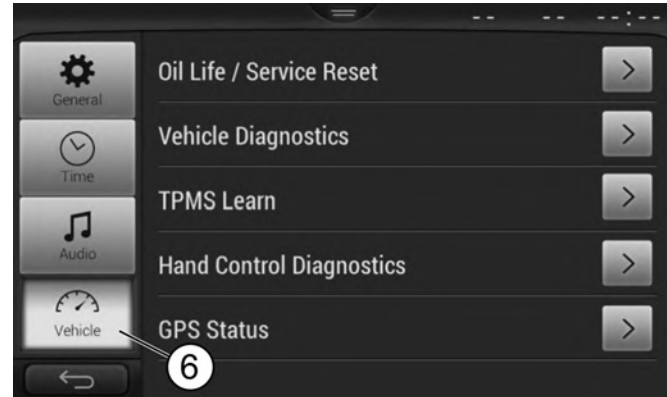 -- -- --:--
General
Oil Life / Service Reset
Time
Vehicle Diagnostics
TPMS Learn
Audio
Hand Control Diagnostics
Vehicle
GPS Status
6